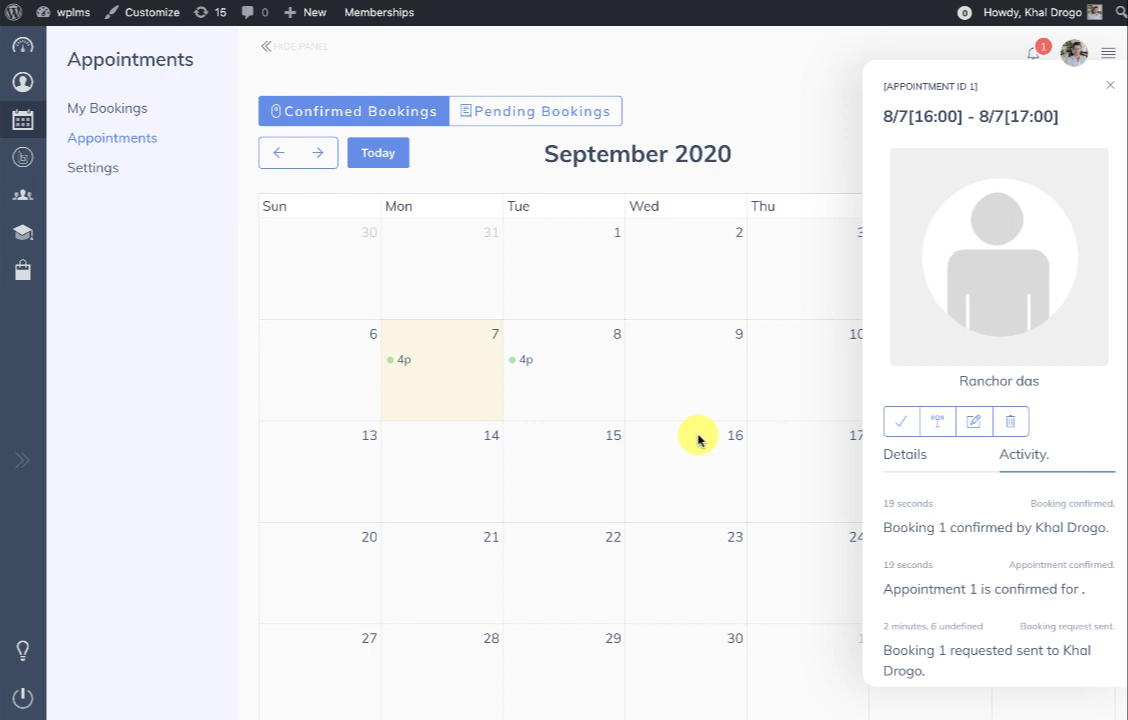 wplms Customize 15 0 New Memberships 0 Howdy, Khal Drogo
Appointments
My Bookings
Appointments
Settings
HIDE PANEL
1
Confirmed Bookings Pending Bookings
Today
September 2020
Sun Mon Tue Wed Thu
30 31 1 2 3
6 7 8 9 10
4p 4p
13 14 15 16 17
20 21 22 23 24
27 28 29 30 1
[APPOINTMENT ID 1]
8/7[16:00] - 8/7[17:00]
Ranchor das
Details Activity.
19 seconds Booking confirmed.
Booking 1 confirmed by Khal Drogo.
19 seconds Appointment confirmed.
Appointment 1 is confirmed for .
2 minutes, 6 undefined Booking request sent.
Booking 1 requested sent to Khal
Drogo.